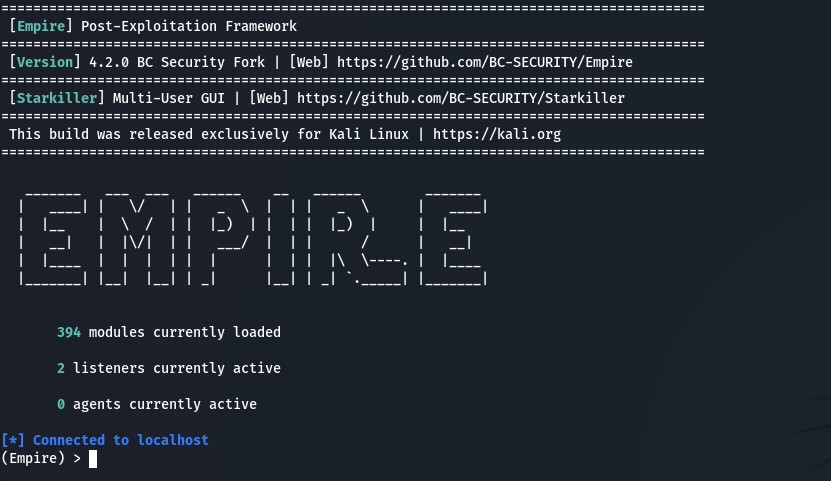 ================================================================================
[Empire] Post-Exploitation Framework
================================================================================
[Version] 4.2.0 BC Security Fork | [Web] https://github.com/BC-SECURITY/Empire
================================================================================
[Starkiller] Multi-User GUI | [Web] https://github.com/BC-SECURITY/Starkiller
================================================================================
This build was released exclusively for Kali Linux | https://kali.org
================================================================================
EMPIRE
394 modules currently loaded
2 listeners currently active
0 agents currently active
[*] Connected to localhost
(Empire) >